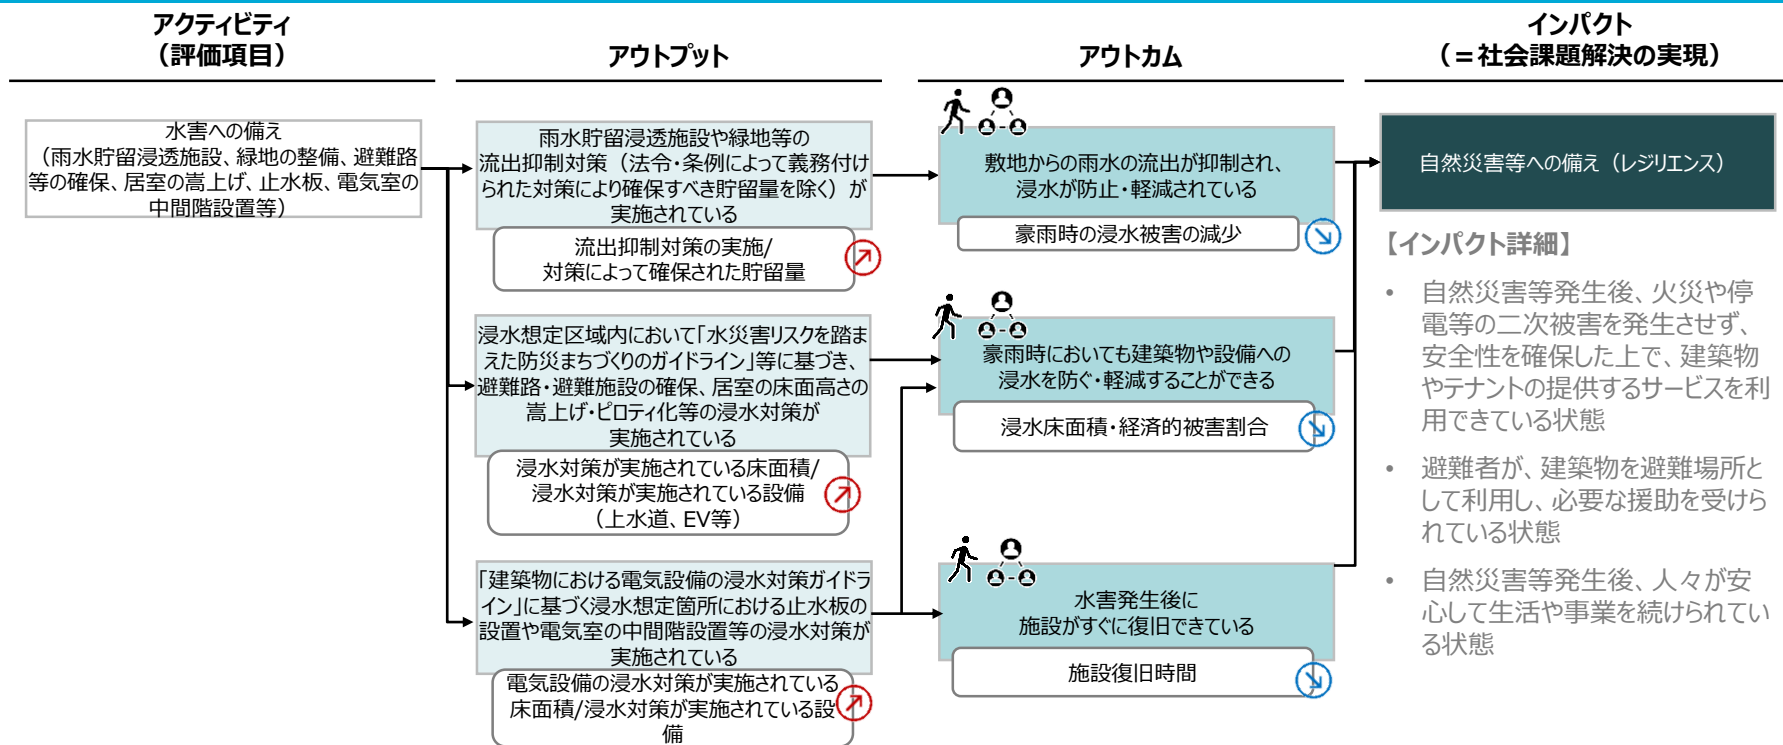 アクティビティ
（評価項目）
アウトプット
アウトカム
インパクト
（＝社会課題解決の実現）
水害への備え
（雨水貯留浸透施設、緑地の整備、避難路
等の確保、居室の嵩上げ、止水板、電気室の
中間階設置等）
雨水貯留浸透施設や緑地等の
流出抑制対策（法令・条例によって義務付け
られた対策により確保すべき貯留量を除く）が
実施されている
流出抑制対策の実施/
対策によって確保された貯留量
浸水想定区域内において「水災害リスクを踏ま
えた防災まちづくりのガイドライン」等に基づき、
避難路・避難施設の確保、居室の床面高さの
嵩上げ・ピロティ化等の浸水対策が
実施されている
浸水対策が実施されている床面積/
浸水対策が実施されている設備
（上水道、EV等）
「建築物における電気設備の浸水対策ガイドラ
イン」に基づく浸水想定箇所における止水板の
設置や電気室の中間階設置等の浸水対策が
実施されている
電気設備の浸水対策が実施されている
床面積/浸水対策が実施されている設
備
敷地からの雨水の流出が抑制され、
浸水が防止・軽減されている
豪雨時の浸水被害の減少
豪雨時においても建築物や設備への
浸水を防ぐ・軽減することができる
浸水床面積・経済的被害割合
水害発生後に
施設がすぐに復旧できている
施設復旧時間
自然災害等への備え（レジリエンス）
【インパクト詳細】
• 自然災害等発生後、火災や停
電等の二次被害を発生させず、
安全性を確保した上で、建築物
やテナントの提供するサービスを利
用できている状態
• 避難者が、建築物を避難場所と
して利用し、必要な援助を受けら
れている状態
• 自然災害等発生後、人々が安
心して生活や事業を続けられてい
る状態